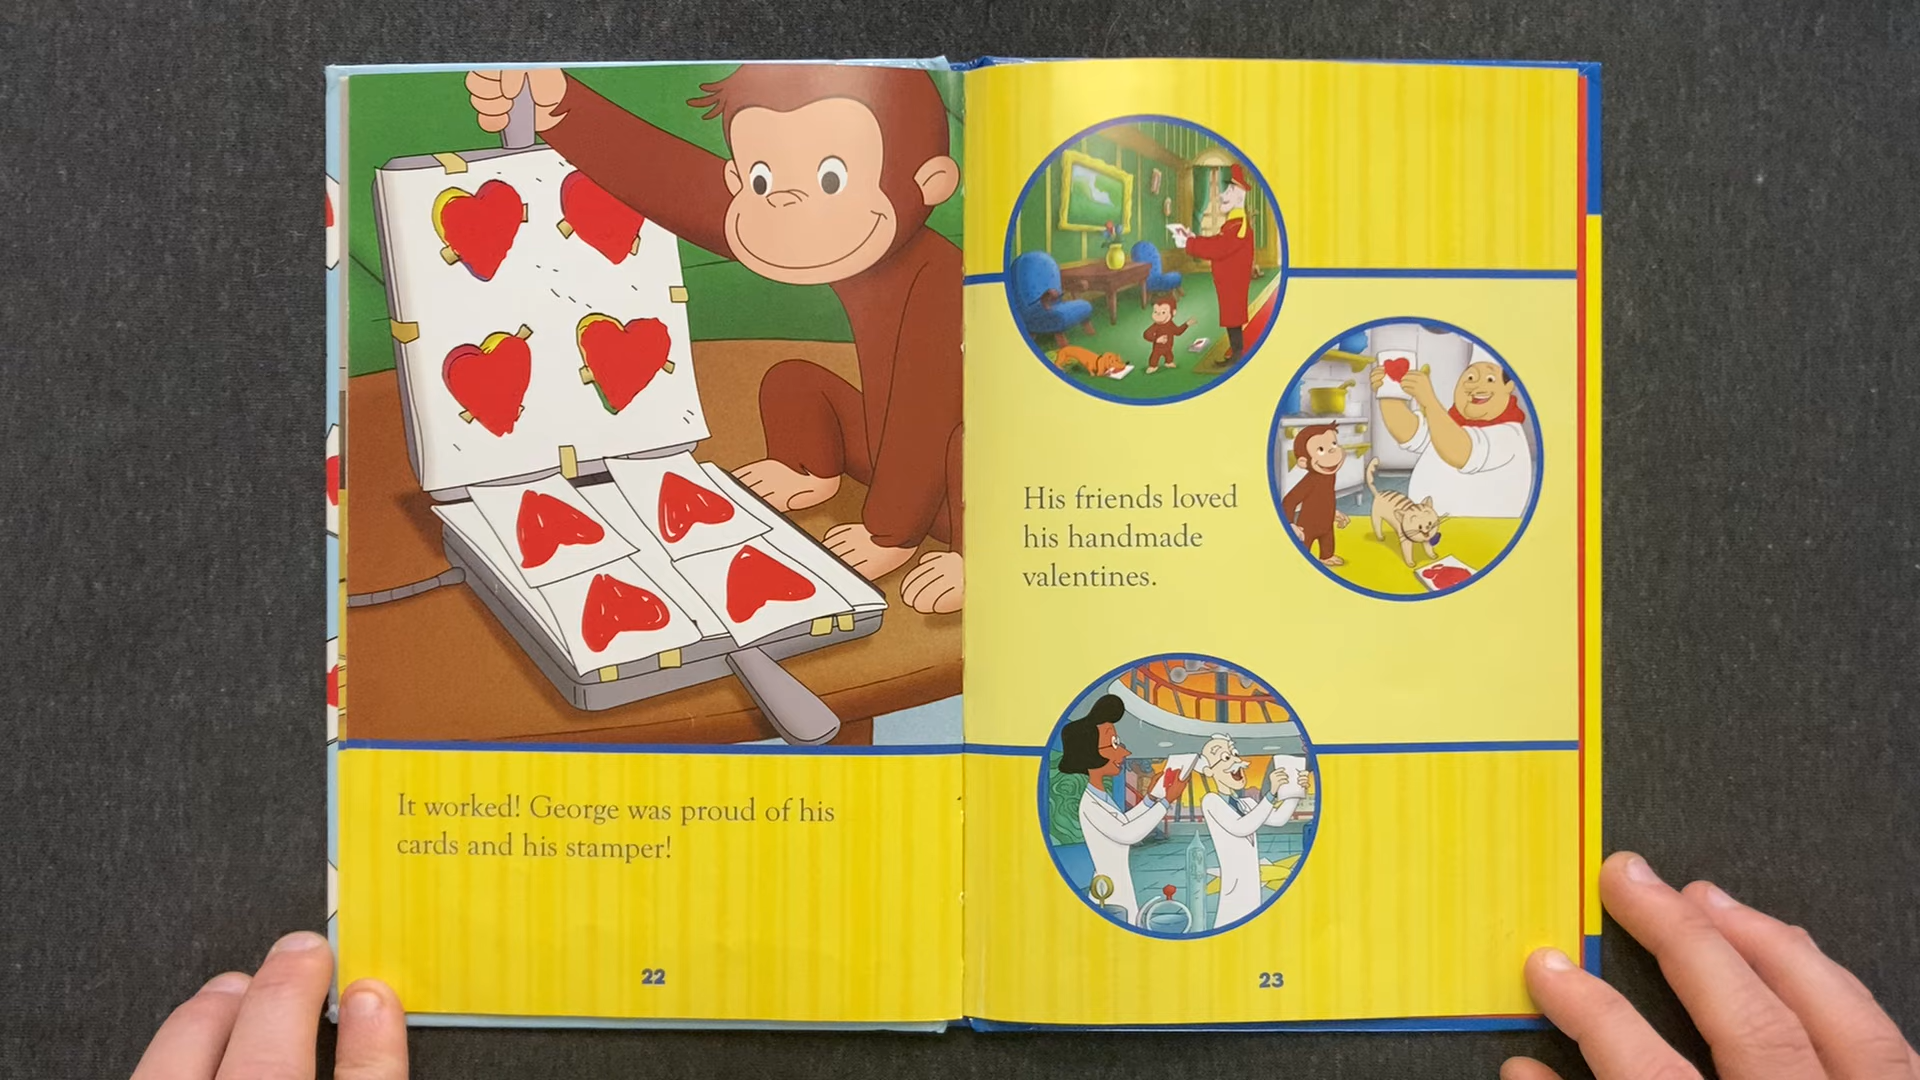 It worked! George was proud of his
cards and his stamper!
22
His friends loved
his handmade
valentines.
23